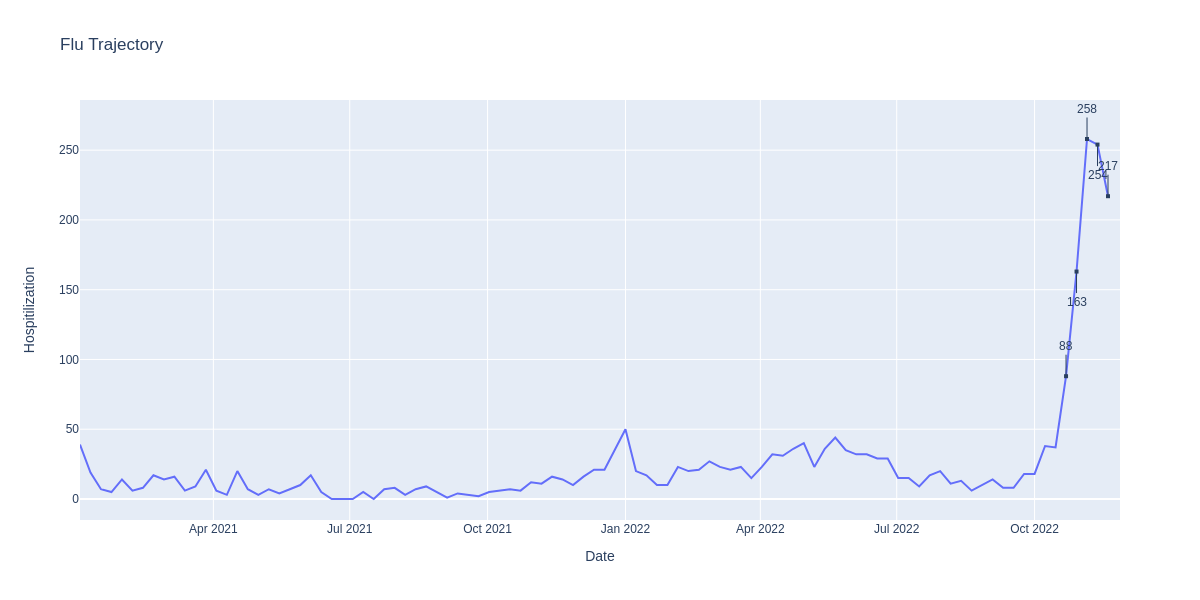 Flu Trajectory
258
250
217
254
200
150
163
88
100
50
0
Hospitilization
Apr 2021
Jul 2021
Oct 2021
Jan 2022
Apr 2022
Jul 2022
Oct 2022
Date